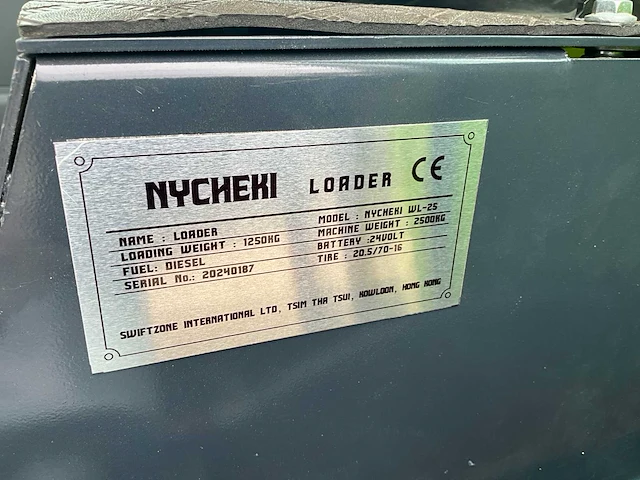 NYCHEKI LOADER CE
NAME : LOADER MODEL : NYCHEKI WL-25
LOADING WEIGHT : 1250KG MACHINE WEIGHT : 2500KG
FUEL: DIESEL BATTERY :24VOLT
SERIAL No.: 20240187 TIRE : 20.5/70-16
SWIFTZONE INTERNATIONAL LTD, TSIM THA TSUI, KOWLOON, HONG KONG